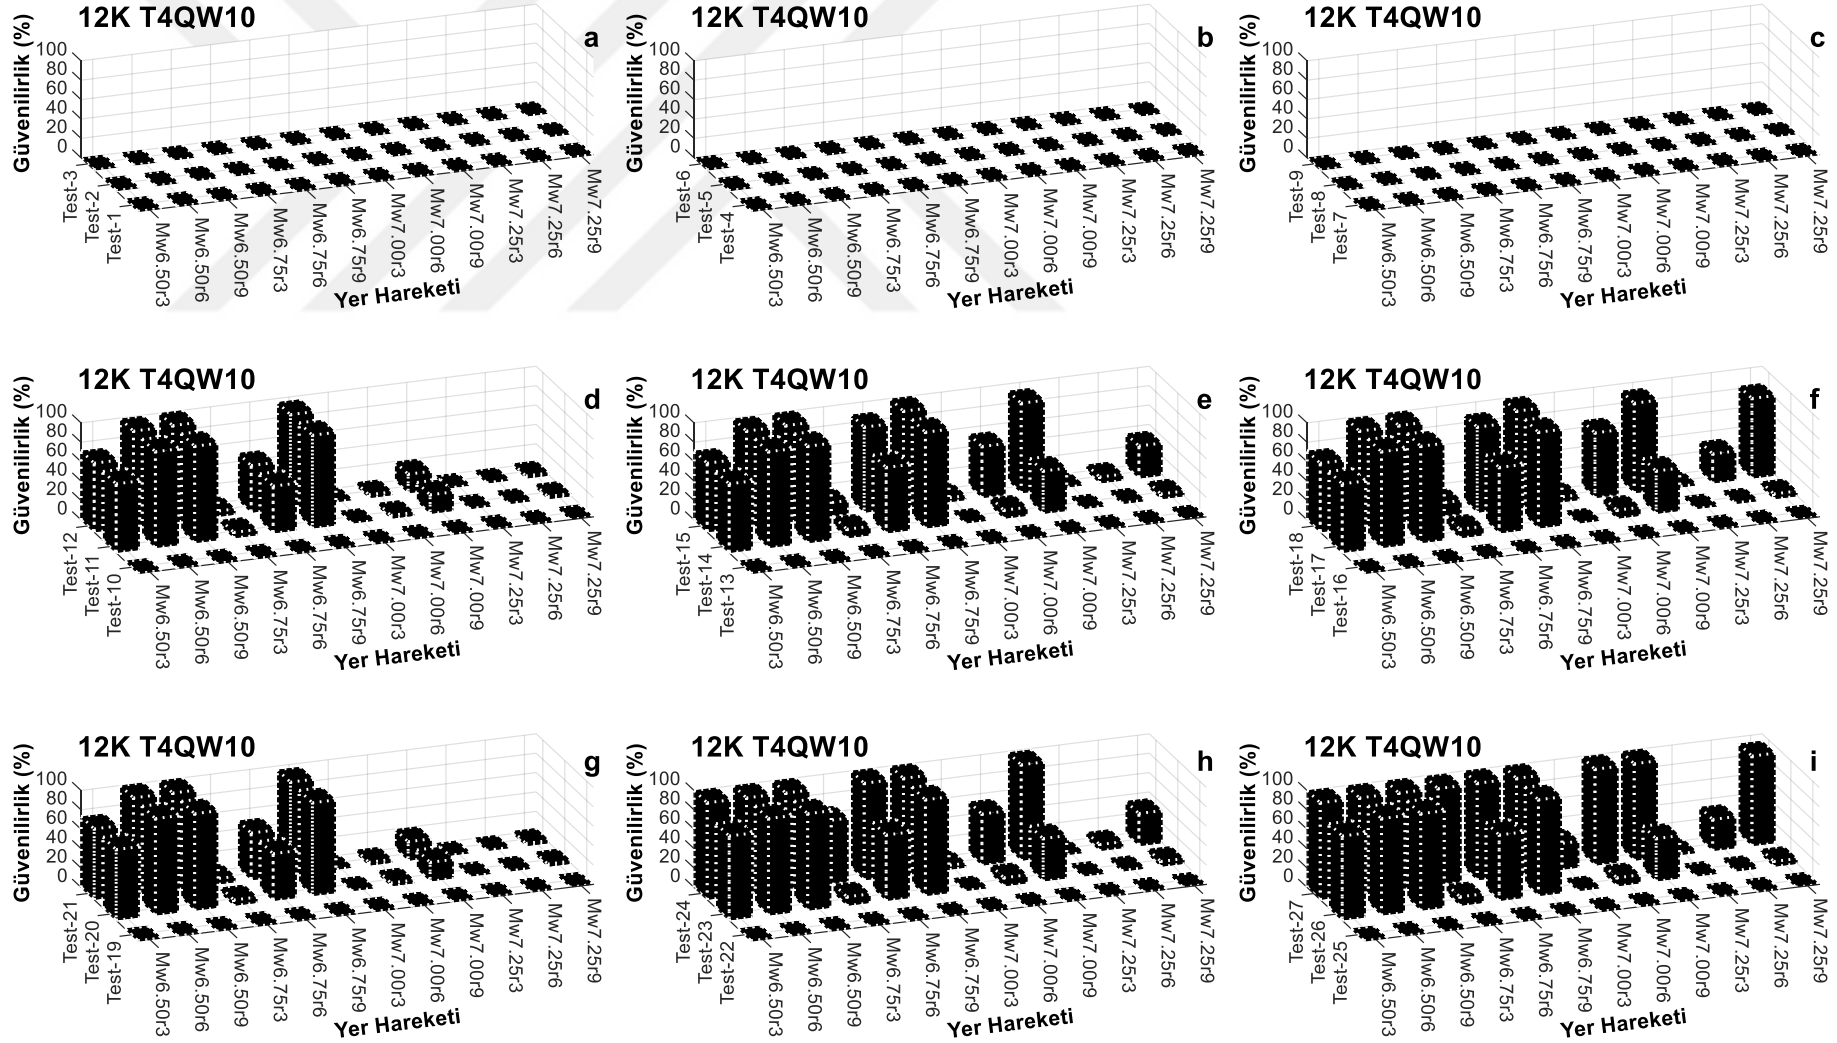 12K T4QW10
a
Güvenilirlik (%)
100
80
60
40
20
0
Test-3
Test-2
Test-1
Mw6.50r3
Mw6.50r6
Mw6.50r9
Mw6.75r3
Mw6.75r6
Mw6.75r9
Mw7.00r3
Mw7.00r6
Mw7.00r9
Mw7.25r3
Mw7.25r6
Mw7.25r9
Yer Hareketi
12K T4QW10
b
Güvenilirlik (%)
100
80
60
40
20
0
Test-6
Test-5
Test-4
Mw6.50r3
Mw6.50r6
Mw6.50r9
Mw6.75r3
Mw6.75r6
Mw6.75r9
Mw7.00r3
Mw7.00r6
Mw7.00r9
Mw7.25r3
Mw7.25r6
Mw7.25r9
Yer Hareketi
12K T4QW10
c
Güvenilirlik (%)
100
80
60
40
20
0
Test-9
Test-8
Test-7
Mw6.50r3
Mw6.50r6
Mw6.50r9
Mw6.75r3
Mw6.75r6
Mw6.75r9
Mw7.00r3
Mw7.00r6
Mw7.00r9
Mw7.25r3
Mw7.25r6
Mw7.25r9
Yer Hareketi
12K T4QW10
d
Güvenilirlik (%)
100
80
60
40
20
0
Test-12
Test-11
Test-10
Mw6.50r3
Mw6.50r6
Mw6.50r9
Mw6.75r3
Mw6.75r6
Mw6.75r9
Mw7.00r3
Mw7.00r6
Mw7.00r9
Mw7.25r3
Mw7.25r6
Mw7.25r9
Yer Hareketi
12K T4QW10
e
Güvenilirlik (%)
100
80
60
40
20
0
Test-15
Test-14
Test-13
Mw6.50r3
Mw6.50r6
Mw6.50r9
Mw6.75r3
Mw6.75r6
Mw6.75r9
Mw7.00r3
Mw7.00r6
Mw7.00r9
Mw7.25r3
Mw7.25r6
Mw7.25r9
Yer Hareketi
12K T4QW10
f
Güvenilirlik (%)
100
80
60
40
20
0
Test-18
Test-17
Test-16
Mw6.50r3
Mw6.50r6
Mw6.50r9
Mw6.75r3
Mw6.75r6
Mw6.75r9
Mw7.00r3
Mw7.00r6
Mw7.00r9
Mw7.25r3
Mw7.25r6
Mw7.25r9
Yer Hareketi
12K T4QW10
g
Güvenilirlik (%)
100
80
60
40
20
0
Test-21
Test-20
Test-19
Mw6.50r3
Mw6.50r6
Mw6.50r9
Mw6.75r3
Mw6.75r6
Mw6.75r9
Mw7.00r3
Mw7.00r6
Mw7.00r9
Mw7.25r3
Mw7.25r6
Mw7.25r9
Yer Hareketi
12K T4QW10
h
Güvenilirlik (%)
100
80
60
40
20
0
Test-24
Test-23
Test-22
Mw6.50r3
Mw6.50r6
Mw6.50r9
Mw6.75r3
Mw6.75r6
Mw6.75r9
Mw7.00r3
Mw7.00r6
Mw7.00r9
Mw7.25r3
Mw7.25r6
Mw7.25r9
Yer Hareketi
12K T4QW10
i
Güvenilirlik (%)
100
80
60
40
20
0
Test-27
Test-26
Test-25
Mw6.50r3
Mw6.50r6
Mw6.50r9
Mw6.75r3
Mw6.75r6
Mw6.75r9
Mw7.00r3
Mw7.00r6
Mw7.00r9
Mw7.25r3
Mw7.25r6
Mw7.25r9
Yer Hareketi